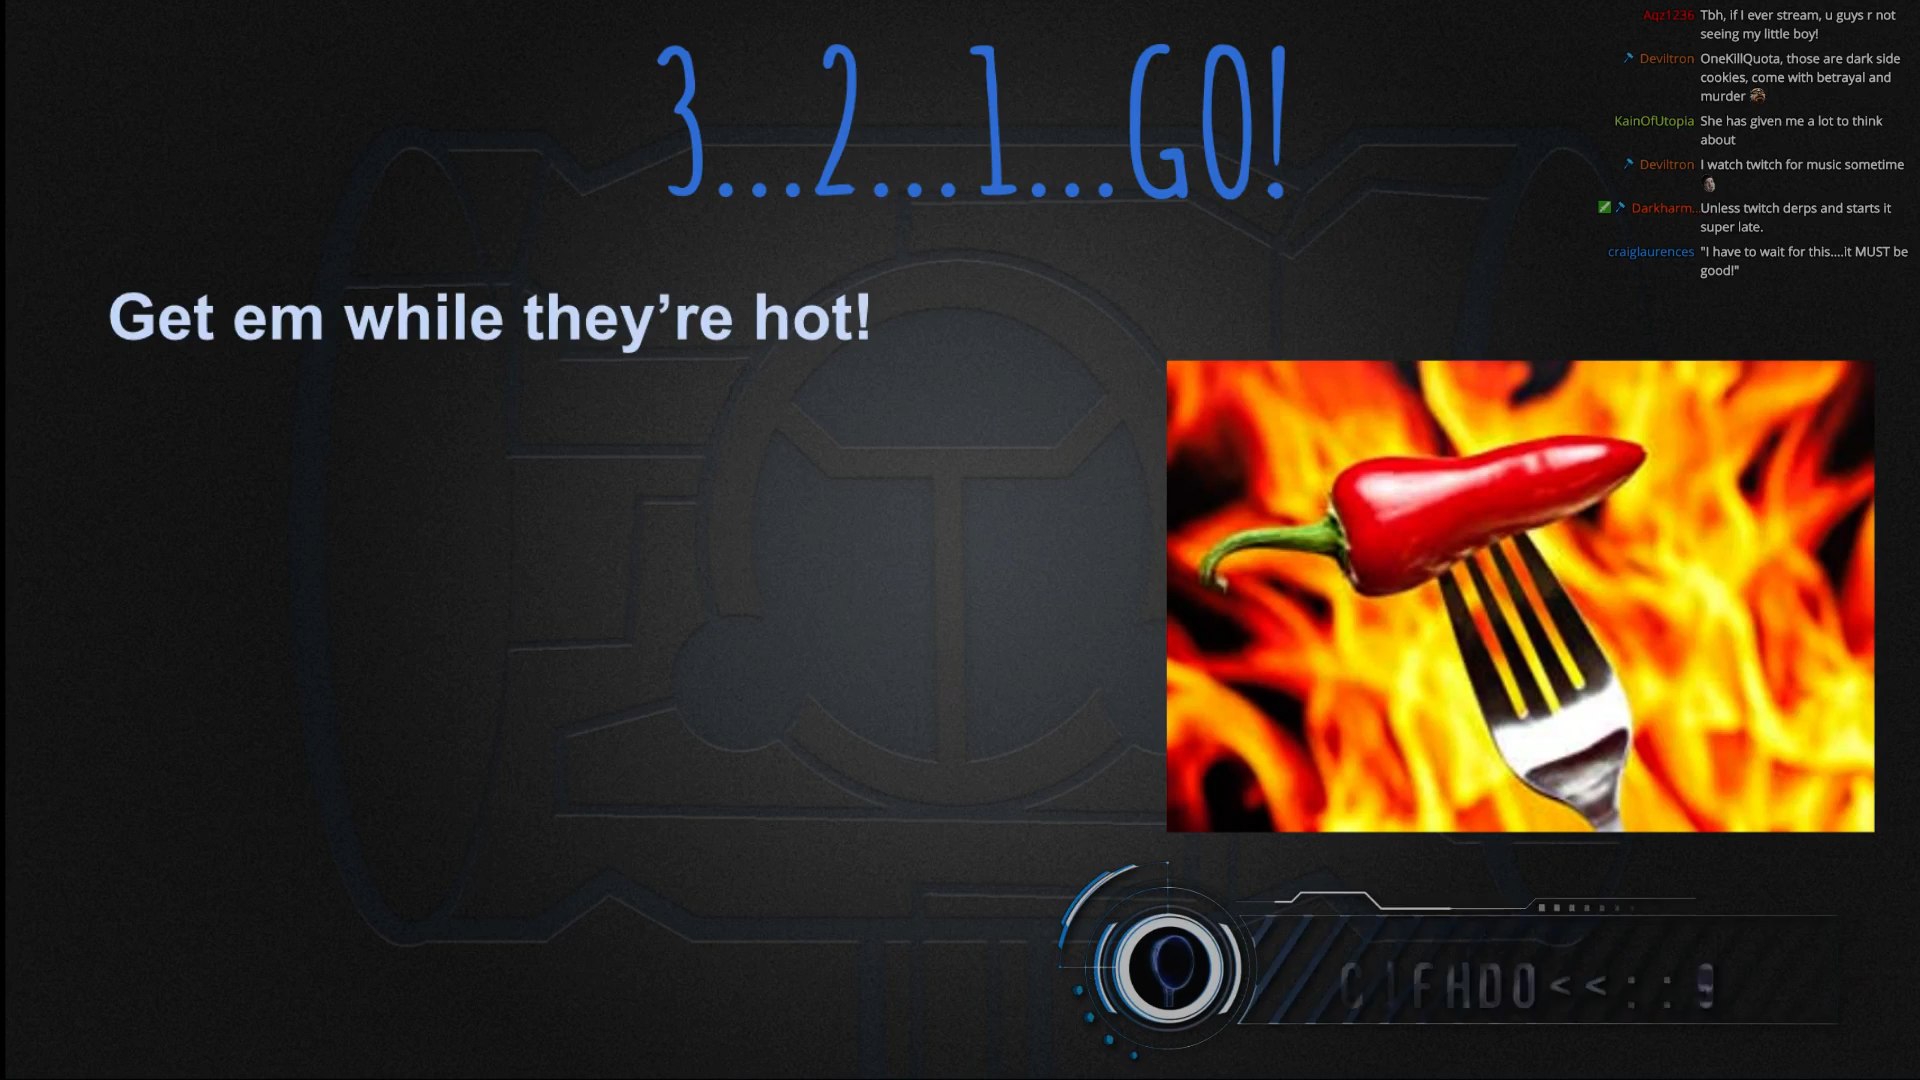 3...2...1...GO!
Get em while they’re hot!
Aqz1236 Tbh, if I ever stream, u guys r not
seeing my little boy!
Deviltron OneKillQuota, those are dark side
cookies, come with betrayal and
murder
KainOfUtopia She has given me a lot to think
about
Deviltron I watch twitch for music sometime
Darkharm... Unless twitch derps and starts it
super late.
craiglaurences "I have to wait for this....it MUST be
good!"